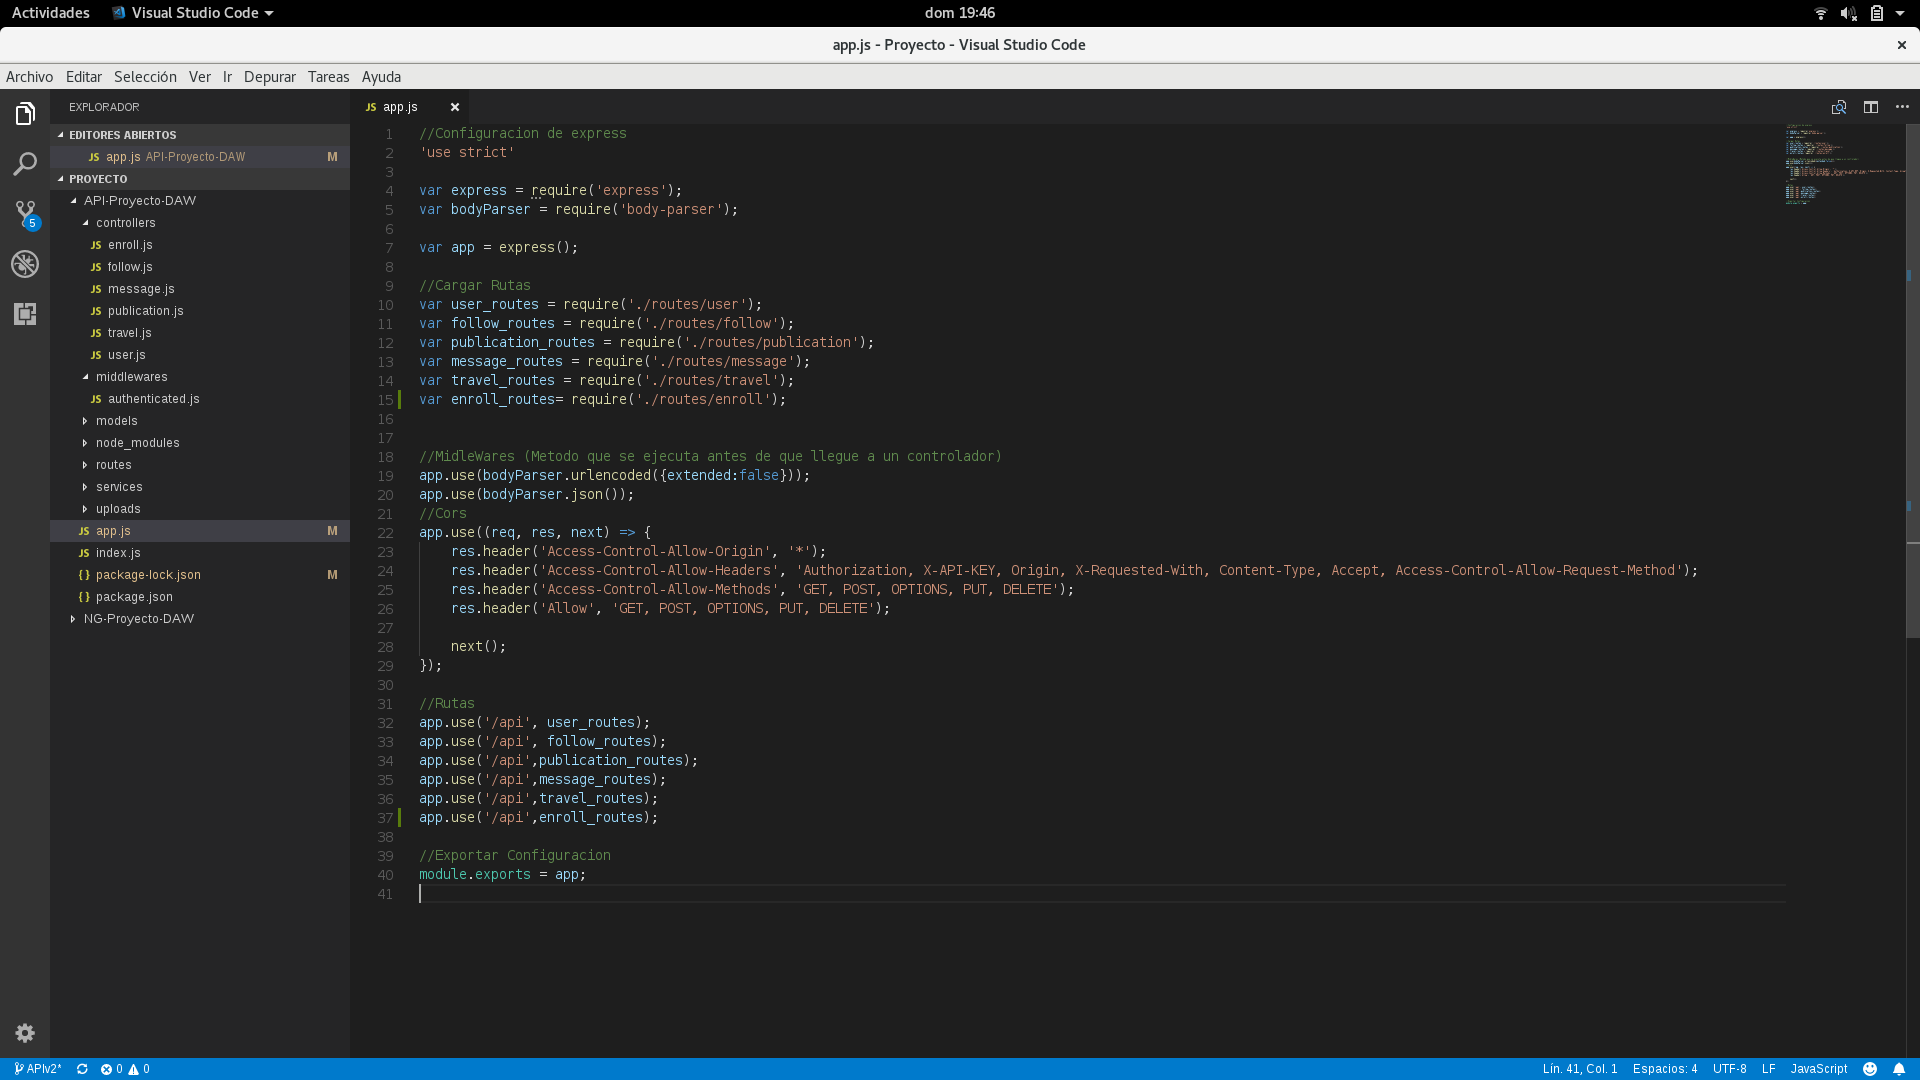 Actividades
Visual Studio Code
dom 19:46
app.js - Proyecto - Visual Studio Code
Archivo Editar Selección Ver Ir Depurar Tareas Ayuda
EXPLORADOR
EDITORES ABIERTOS
JS app.js API-Proyecto-DAW M
PROYECTO
API-Proyecto-DAW
controllers
JS enroll.js
JS follow.js
JS message.js
JS publication.js
JS travel.js
JS user.js
middlewares
JS authenticated.js
models
node_modules
routes
services
uploads
JS app.js M
JS index.js
{} package-lock.json M
{} package.json
NG-Proyecto-DAW
5
JS app.js
1 //Configuracion de express
2 'use strict'
3
4 var express = require('express');
5 var bodyParser = require('body-parser');
6
7 var app = express();
8
9 //Cargar Rutas
10 var user_routes = require('./routes/user');
11 var follow_routes = require('./routes/follow');
12 var publication_routes = require('./routes/publication');
13 var message_routes = require('./routes/message');
14 var travel_routes = require('./routes/travel');
15 var enroll_routes= require('./routes/enroll');
16
17
18 //MidleWares (Metodo que se ejecuta antes de que llegue a un controlador)
19 app.use(bodyParser.urlencoded({extended:false}));
20 app.use(bodyParser.json());
21 //Cors
22 app.use((req, res, next) => {
23 res.header('Access-Control-Allow-Origin', '*');
24 res.header('Access-Control-Allow-Headers', 'Authorization, X-API-KEY, Origin, X-Requested-With, Content-Type, Accept, Access-Control-Allow-Request-Method');
25 res.header('Access-Control-Allow-Methods', 'GET, POST, OPTIONS, PUT, DELETE');
26 res.header('Allow', 'GET, POST, OPTIONS, PUT, DELETE');
27
28 next();
29 });
30
31 //Rutas
32 app.use('/api', user_routes);
33 app.use('/api', follow_routes);
34 app.use('/api',publication_routes);
35 app.use('/api',message_routes);
36 app.use('/api',travel_routes);
37 app.use('/api',enroll_routes);
38
39 //Exportar Configuracion
40 module.exports = app;
41
APIv2* 0 0
Lín. 41, Col. 1 Espacios: 4 UTF-8 LF JavaScript